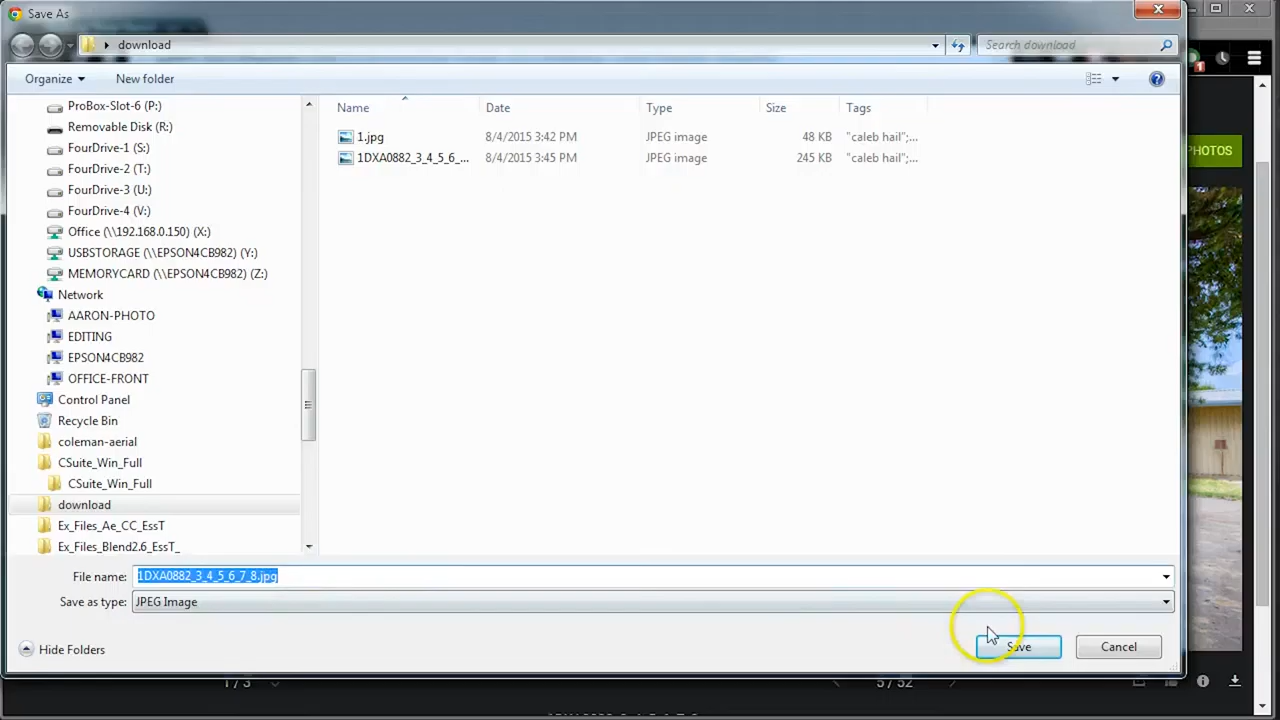 Save As
download
Search download
1
Organize
New folder
?
Name
Date
Type
Size
Tags
ProBox-Slot-6 (P:)
Removable Disk (R:)
FourDrive-1 (S:)
FourDrive-2 (T:)
FourDrive-3 (U:)
FourDrive-4 (V:)
Office (\\192.168.0.150) (X:)
USBSTORAGE (\\EPSON4CB982) (Y:)
MEMORYCARD (\\EPSON4CB982) (Z:)
Network
AARON-PHOTO
EDITING
EPSON4CB982
OFFICE-FRONT
Control Panel
Recycle Bin
coleman-aerial
CSuite_Win_Full
CSuite_Win_Full
download
Ex_Files_Ae_CC_EssT
Ex_Files_Blend2.6_EssT_
1.jpg 8/4/2015 3:42 PM JPEG image 48 KB "caleb hail";...
1DXA0882_3_4_5_6_... 8/4/2015 3:45 PM JPEG image 245 KB "caleb hail";...
PHOTOS
File name: 1DXA0882_3_4_5_6_7_8.jpg
Save as type: JPEG Image
Hide Folders
Save
Cancel
1 / 3
5 / 52